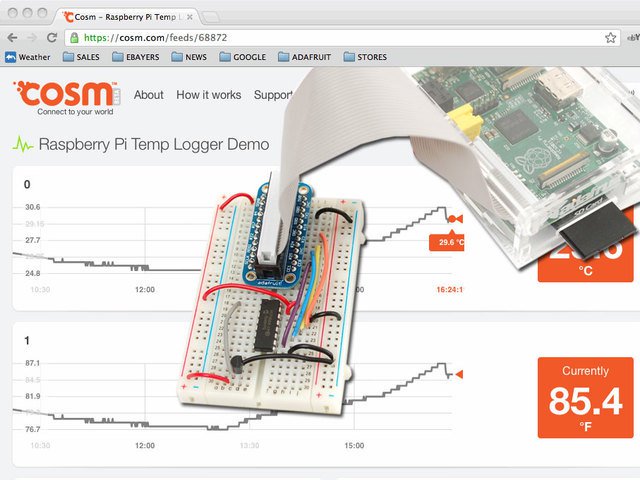 Cosm - Raspberry Pi Temp L
https://cosm.com/feeds/68872
Weather SALES EBAYERS NEWS GOOGLE ADAFRUIT STORES
cosm
Connect to your world
About How it works Support
Raspberry Pi Temp Logger Demo
0
30.6
29.15
27.7
24.8
10:30
12:00
29.6 °C
°C
16:24:1
adafruit
1
87.1
84.5
81.9
79.3
76.7
10:30
12:00
13:30
15:00
Currently
85.4
°F